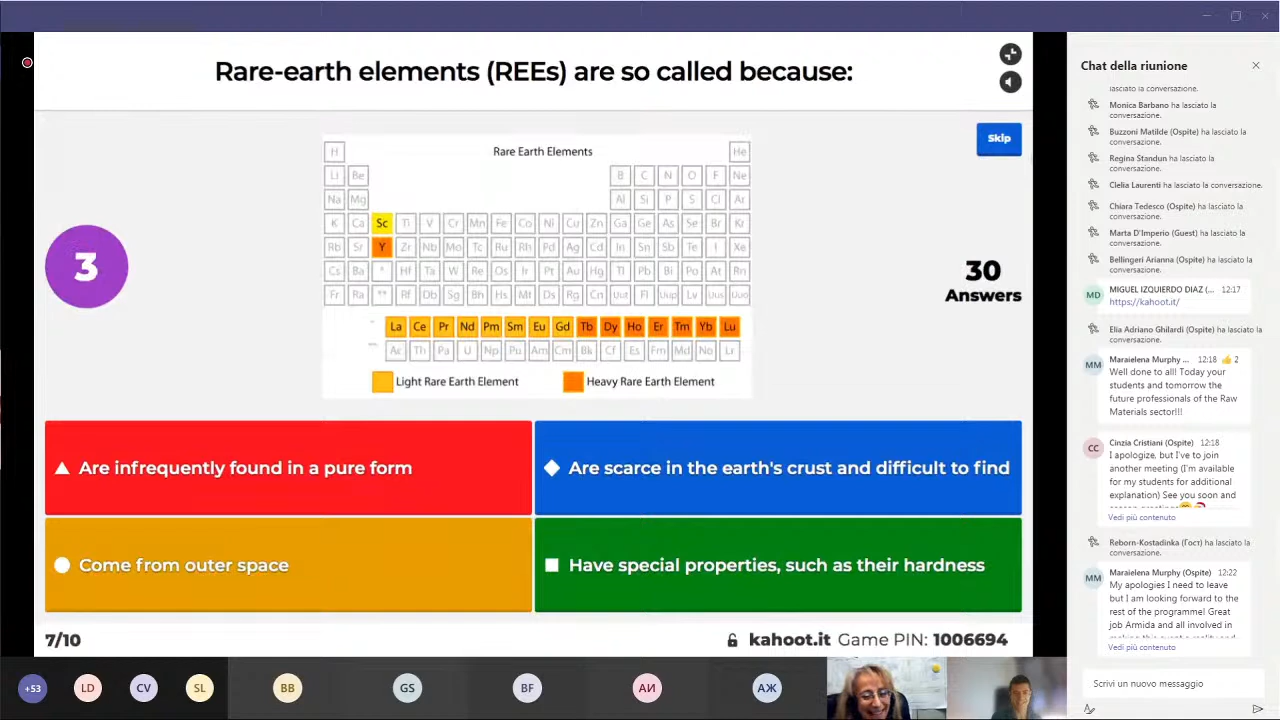 Rare-earth elements (REEs) are so called because:
Skip
Rare Earth Elements
H He
Li Be B C N O F Ne
Na Mg Al Si P S Cl Ar
K Ca Sc Ti V Cr Mn Fe Co Ni Cu Zn Ga Ge As Se Br Kr
Rb Sr Y Zr Nb Mo Tc Ru Rh Pd Ag Cd In Sn Sb Te I Xe
Cs Ba * Hf Ta W Re Os Ir Pt Au Hg Tl Pb Bi Po At Rn
Fr Ra ** Rf Db Sg Bh Hs Mt Ds Rg Cn Uut Fl Uup Lv Uus Uuo
La Ce Pr Nd Pm Sm Eu Gd Tb Dy Ho Er Tm Yb Lu
Ac Th Pa U Np Pu Am Cm Bk Cf Es Fm Md No Lr
Light Rare Earth Element
Heavy Rare Earth Element
3
30
Answers
Are infrequently found in a pure form
Are scarce in the earth's crust and difficult to find
Come from outer space
Have special properties, such as their hardness
7/10
kahoot.it Game PIN: 1006694
+53 LD CV SL BB GS BF АИ АЖ
Chat della riunione
lasciato la conversazione.
Monica Barbano ha lasciato la
conversazione.
Buzzoni Matilde (Ospite) ha lasciato la
conversazione.
Regina Standun ha lasciato la
conversazione.
Clelia Laurenti ha lasciato la conversazione.
Chiara Tedesco (Ospite) ha lasciato la
conversazione.
Marta D'Imperio (Guest) ha lasciato la
conversazione.
Bellingeri Arianna (Ospite) ha lasciato la
conversazione.
MD
MIGUEL IZQUIERDO DIAZ (... 12:17
https://kahoot.it/
Elia Adriano Ghilardi (Ospite) ha lasciato la
conversazione.
MM
Maraielena Murphy ... 12:18 👍 2
Well done to all! Today your
students and tomorrow the
future professionals of the Raw
Materials sector!!!
CC
Cinzia Cristiani (Ospite) 12:18
I apologize, but I've to join
another meeting (I'm available
for my students for additional
explanation) See you soon and
Vedi più contenuto
Reborn-Kostadinka (Гост) ha lasciato la
conversazione.
MM
Maraielena Murphy (Ospite) 12:22
My apologies I need to leave
but I am looking forward to the
rest of the programme! Great
job Armida and all involved in
Vedi più contenuto
Scrivi un nuovo messaggio